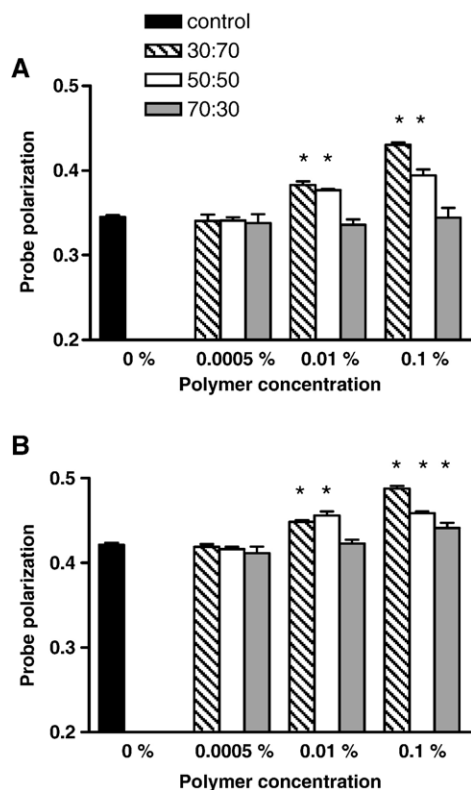 control
30:70
50:50
70:30
A
0.5
0.4
0.3
0.2
Probe polarization
* *
* *
0 % 0.0005 % 0.01 % 0.1 %
Polymer concentration
B
0.5
0.4
0.3
0.2
Probe polarization
* *
* * *
0 % 0.0005 % 0.01 % 0.1 %
Polymer concentration